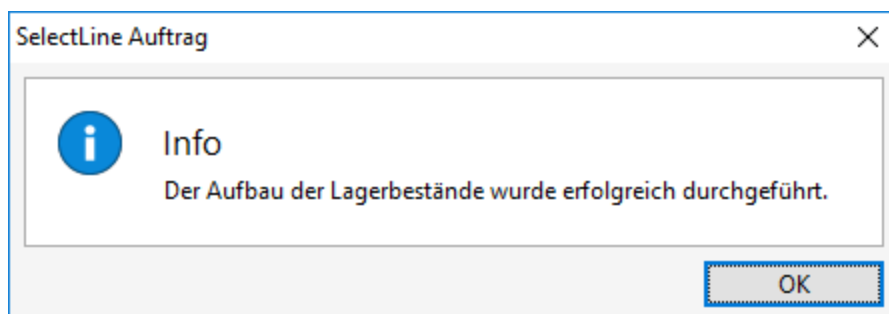 SelectLine Auftrag
Info
Der Aufbau der Lagerbestände wurde erfolgreich durchgeführt.
OK